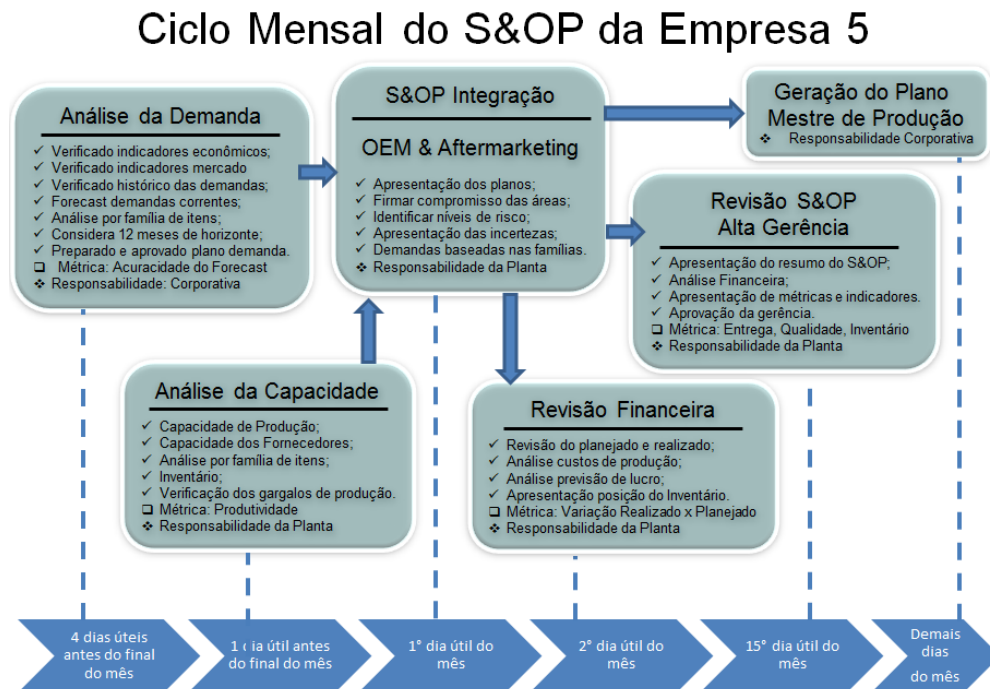 Ciclo Mensal do S&OP da Empresa 5
Análise da Demanda
✓ Verificado indicadores econômicos;
✓ Verificado indicadores mercado
✓ Verificado histórico das demandas;
✓ Forecast demandas correntes;
✓ Análise por família de itens;
✓ Considera 12 meses de horizonte;
✓ Preparado e aprovado plano demanda.
❑ Métrica: Acuracidade do Forecast
❖ Responsabilidade: Corporativa
S&OP Integração
OEM & Aftermarketing
✓ Apresentação dos planos;
✓ Firmar compromisso das áreas;
✓ Identificar níveis de risco;
✓ Apresentação das incertezas;
✓ Demandas baseadas nas famílias.
❖ Responsabilidade da Planta
Geração do Plano
Mestre de Produção
❖ Responsabilidade Corporativa
Revisão S&OP
Alta Gerência
✓ Apresentação do resumo do S&OP;
✓ Análise Financeira;
✓ Apresentação de métricas e indicadores.
✓ Aprovação da gerência.
❑ Métrica: Entrega, Qualidade, Inventário
❖ Responsabilidade da Planta
Análise da Capacidade
✓ Capacidade de Produção;
✓ Capacidade dos Fornecedores;
✓ Análise por família de itens;
✓ Inventário;
✓ Verificação dos gargalos de produção.
❑ Métrica: Produtividade
❖ Responsabilidade da Planta
Revisão Financeira
✓ Revisão do planejado e realizado;
✓ Análise custos de produção;
✓ Análise previsão de lucro;
✓ Apresentação posição do Inventário.
❑ Métrica: Variação Realizado x Planejado
❖ Responsabilidade da Planta
4 dias úteis
antes do final
do mês
1 dia útil antes
do final do mês
1° dia útil do
mês
2° dia útil do
mês
15° dia útil do
mês
Demais
dias
do mês